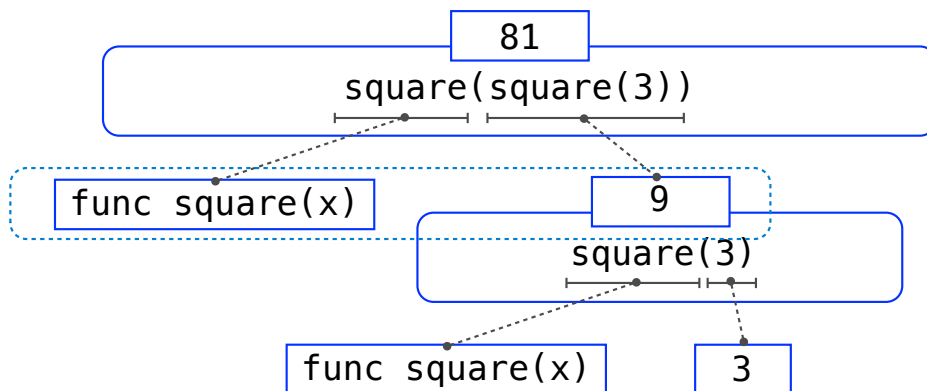 81
square(square(3))
func square(x)
9
square(3)
func square(x)
3